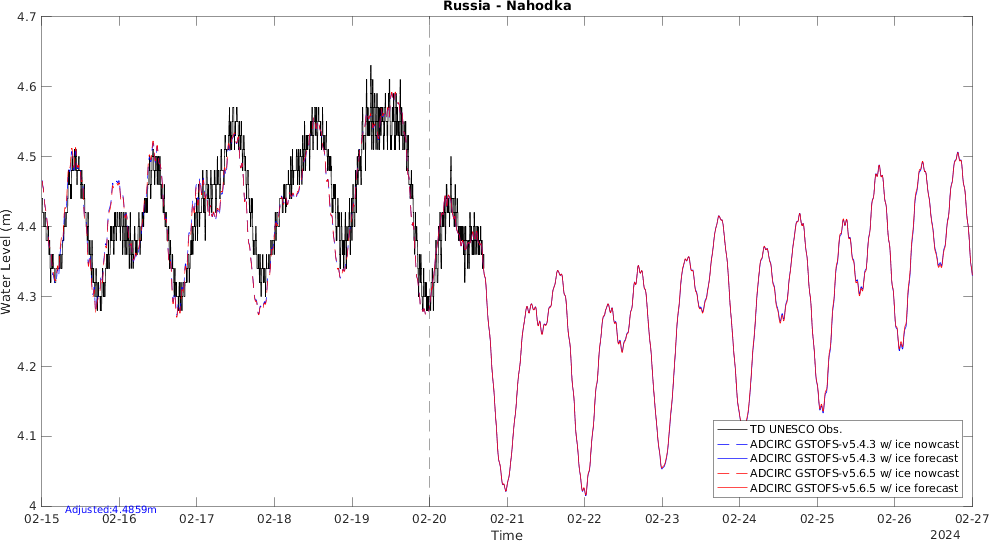 Russia - Nahodka
4.7
4.6
4.5
4.4
4.3
4.2
4.1
4
Water Level (m)
TD UNESCO Obs.
ADCIRC GSTOFS-v5.4.3 w/ ice nowcast
ADCIRC GSTOFS-v5.4.3 w/ ice forecast
ADCIRC GSTOFS-v5.6.5 w/ ice nowcast
ADCIRC GSTOFS-v5.6.5 w/ ice forecast
Adjusted:4.4859m
02-15 02-16 02-17 02-18 02-19 02-20 02-21 02-22 02-23 02-24 02-25 02-26 02-27
Time
2024